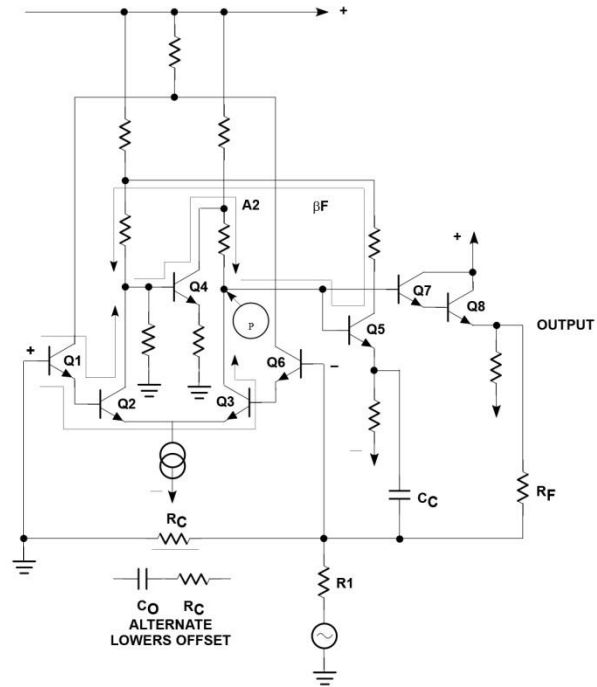 +
A2 βF
+
Q4
Q7
Q8
P
Q5
OUTPUT
+
Q1
Q6
−
Q2
Q3
−
−
RF
CC
RC
R1
CO RC
ALTERNATE
LOWERS OFFSET